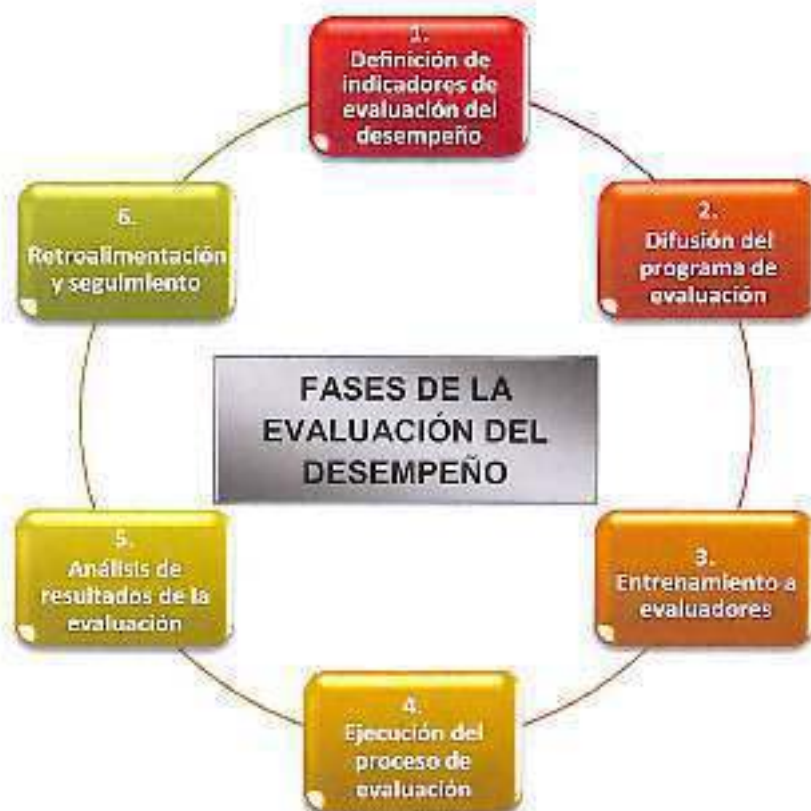 1.
Definición de
indicadores de
evaluación del
desempeño
2.
Difusión del
programa de
evaluación
3.
Entrenamiento a
evaluadores
4.
Ejecución del
proceso de
evaluación
5.
Análisis de
resultados de la
evaluación
6.
Retroalimentación
y seguimiento
FASES DE LA
EVALUACIÓN DEL
DESEMPEÑO